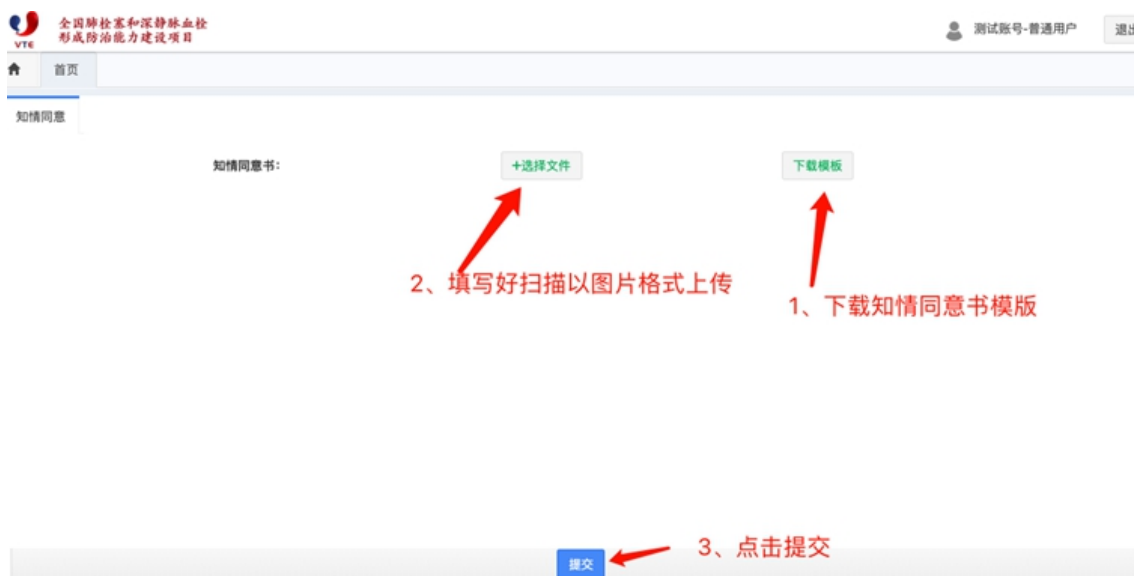 全国肺栓塞和深静脉血栓
形成防治能力建设项目
VTE
测试账号-普通用户
退出
首页
知情同意
知情同意书：
+选择文件
下载模板
2、填写好扫描以图片格式上传
1、下载知情同意书模版
3、点击提交
提交